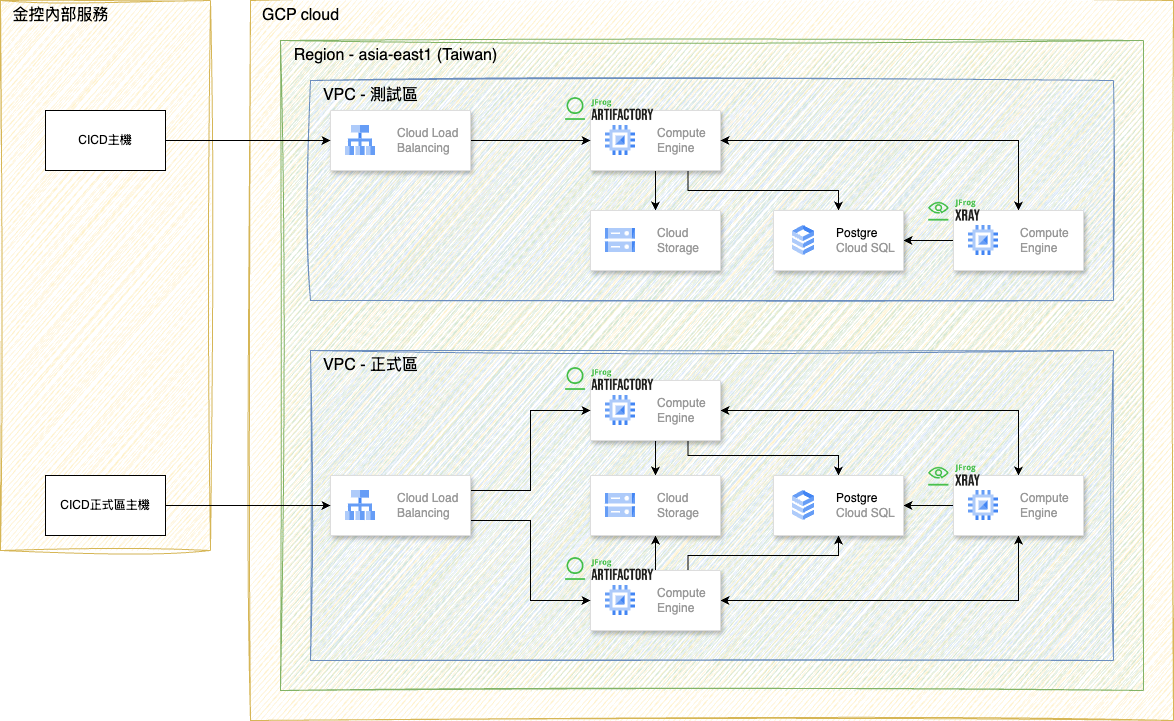 金控內部服務
GCP cloud
Region - asia-east1 (Taiwan)
VPC - 測試區
CICD主機
Cloud Load
Balancing
JFrog
ARTIFACTORY
Compute
Engine
Cloud
Storage
Postgre
Cloud SQL
JFrog
XRAY
Compute
Engine
VPC - 正式區
CICD正式區主機
Cloud Load
Balancing
JFrog
ARTIFACTORY
Compute
Engine
Cloud
Storage
Postgre
Cloud SQL
JFrog
XRAY
Compute
Engine
JFrog
ARTIFACTORY
Compute
Engine